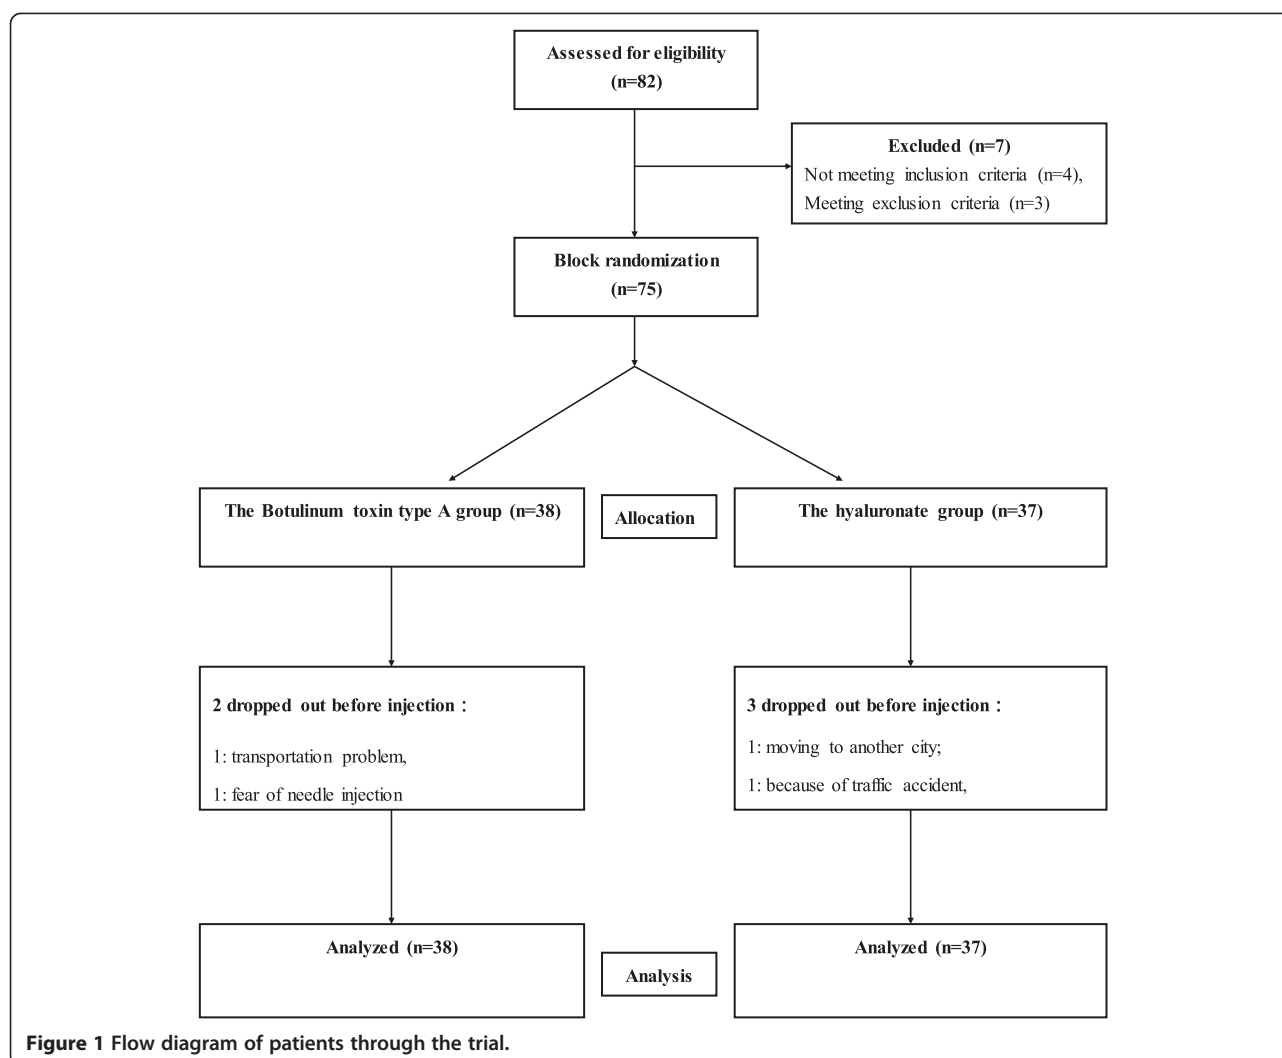 Assessed for eligibility
(n=82)
Excluded (n=7)
Not meeting inclusion criteria (n=4),
Meeting exclusion criteria (n=3)
Block randomization
(n=75)
The Botulinum toxin type A group (n=38)
Allocation
The hyaluronate group (n=37)
2 dropped out before injection :
1: transportation problem,
1: fear of needle injection
3 dropped out before injection :
1: moving to another city;
1: because of traffic accident,
Analyzed (n=38)
Analysis
Analyzed (n=37)
Figure 1 Flow diagram of patients through the trial.